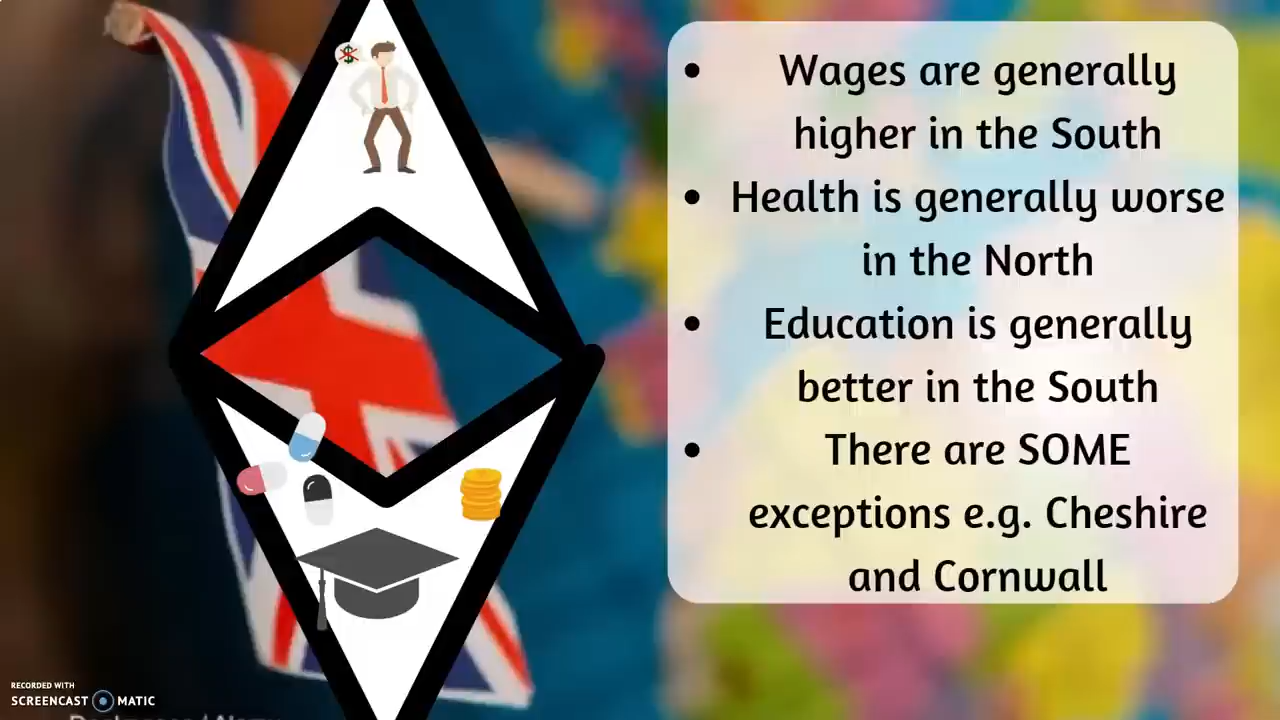 • Wages are generally
higher in the South
• Health is generally worse
in the North
• Education is generally
better in the South
• There are SOME
exceptions e.g. Cheshire
and Cornwall
RECORDED WITH
SCREENCAST MATIC